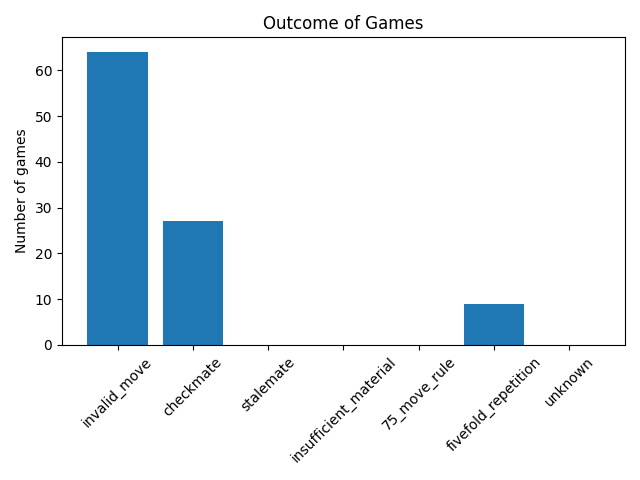 Outcome of Games
Number of games
60
50
40
30
20
10
0
invalid_move
checkmate
stalemate
insufficient_material
75_move_rule
fivefold_repetition
unknown